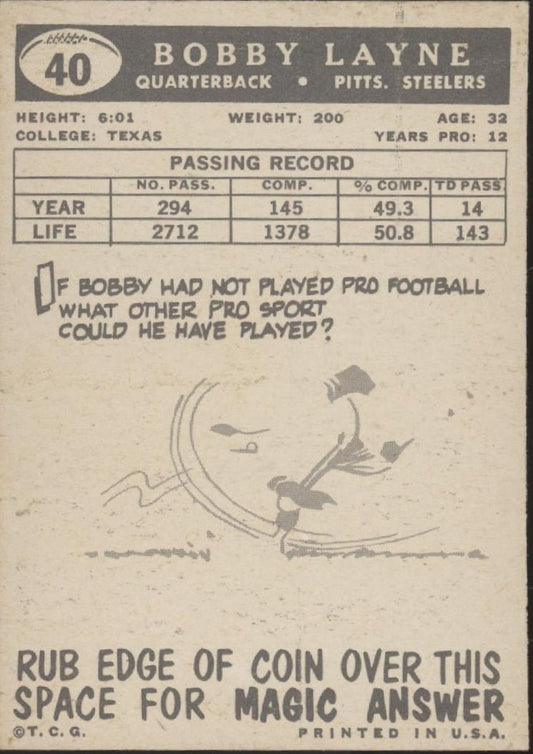 40
BOBBY LAYNE
QUARTERBACK • PITTS. STEELERS
HEIGHT: 6:01 WEIGHT: 200 AGE: 32
COLLEGE: TEXAS YEARS PRO: 12
PASSING RECORD
NO. PASS. COMP. % COMP. TD PASS
YEAR 294 145 49.3 14
LIFE 2712 1378 50.8 143
IF BOBBY HAD NOT PLAYED PRO FOOTBALL
WHAT OTHER PRO SPORT
COULD HE HAVE PLAYED?
RUB EDGE OF COIN OVER THIS
SPACE FOR MAGIC ANSWER
©T.C.G. PRINTED IN U.S.A.